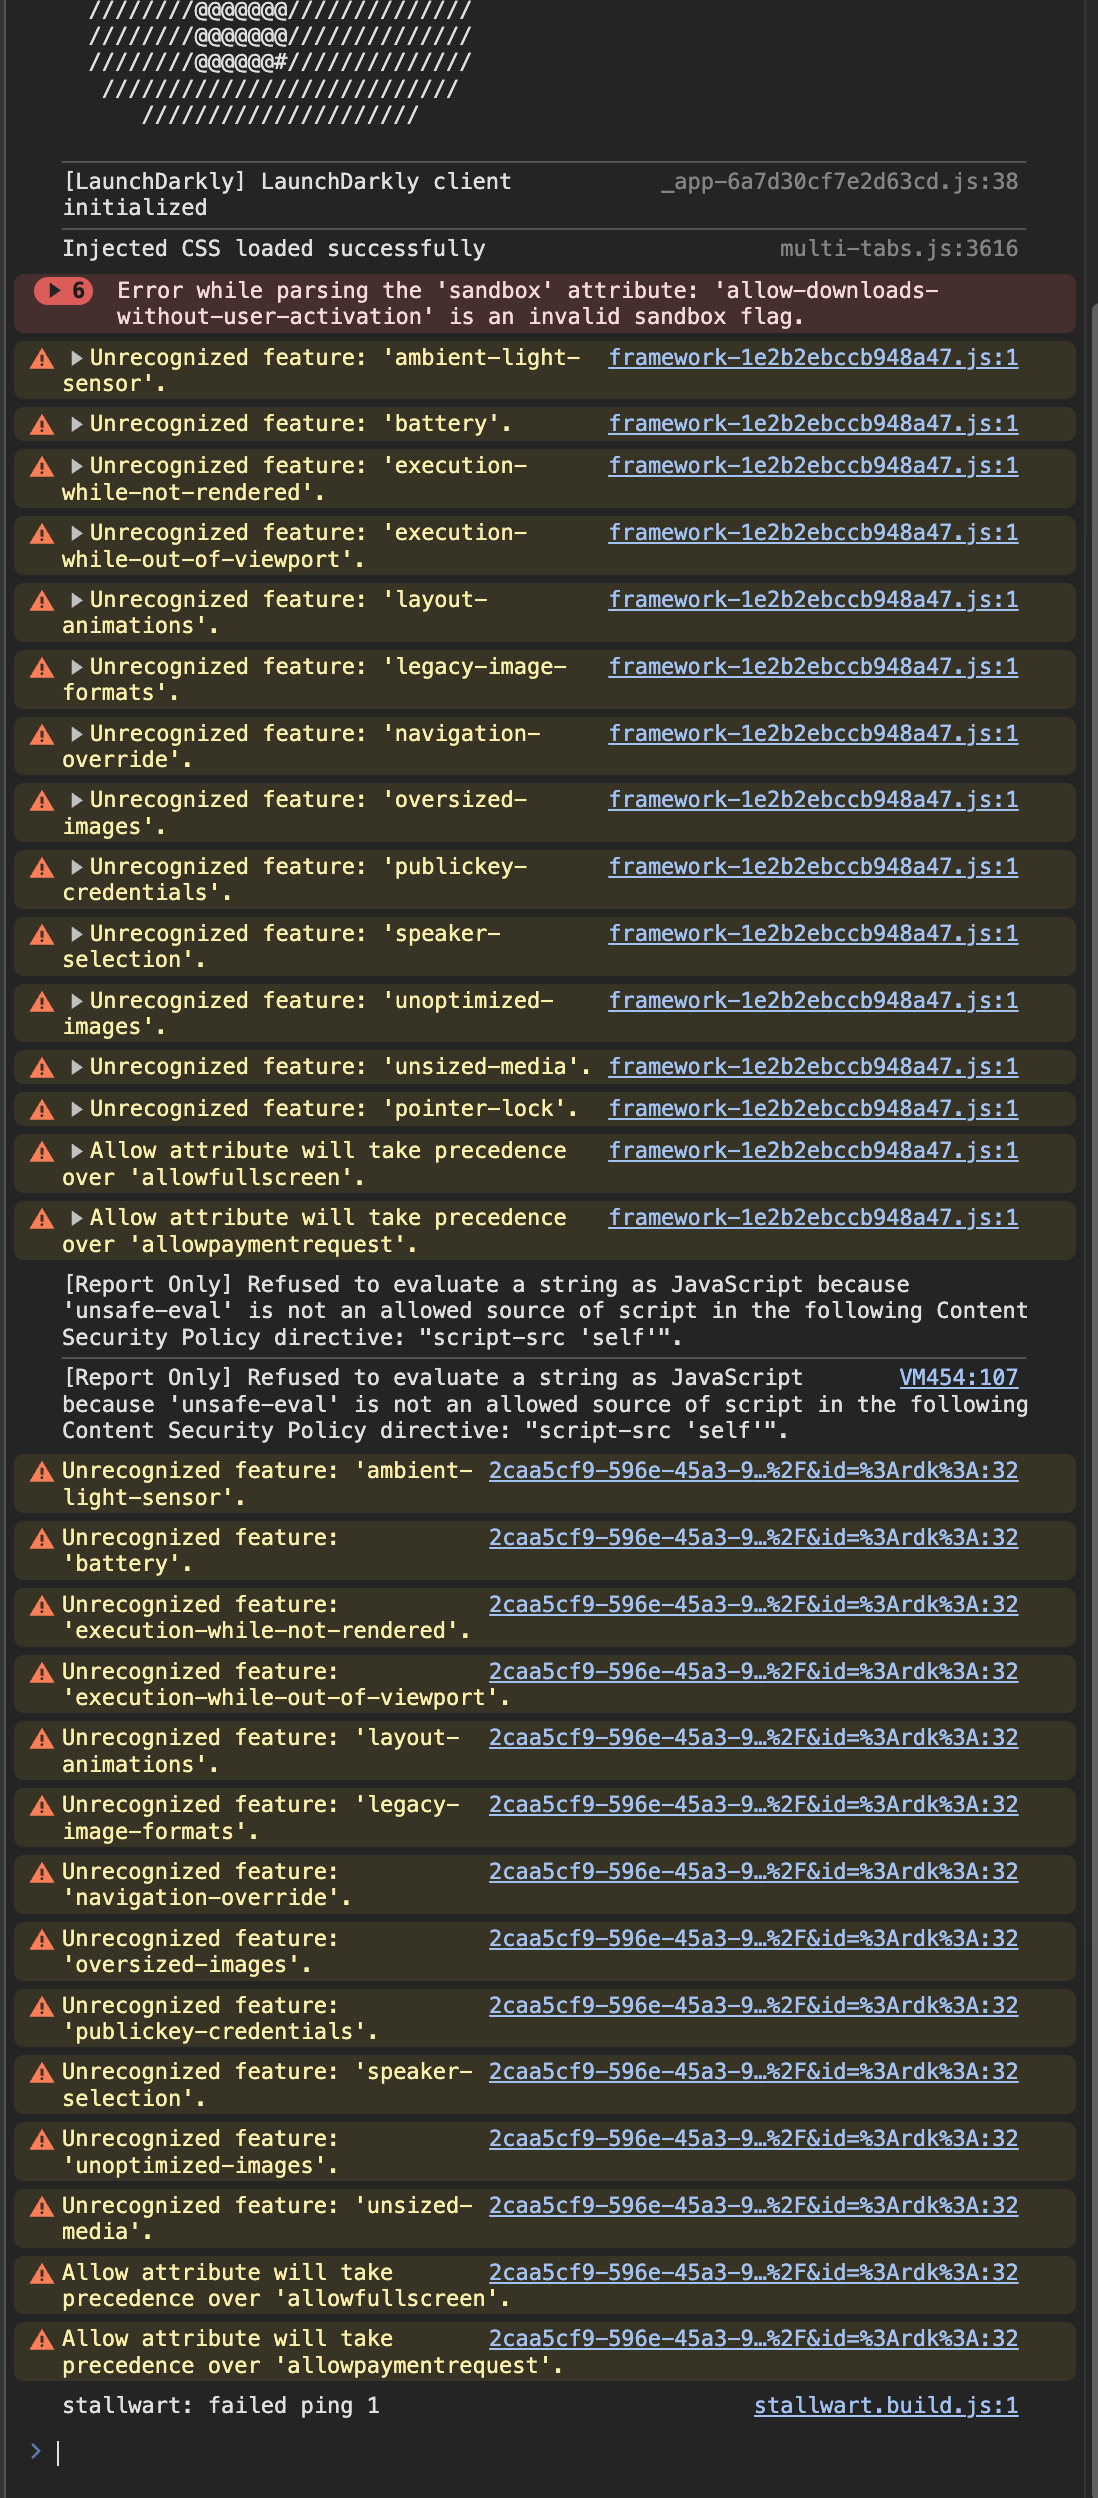 ////////@@@@@@@//////////////
////////@@@@@@@//////////////
////////@@@@@@#//////////////
///////////////////////////
/////////////////////
[LaunchDarkly] LaunchDarkly client _app-6a7d30cf7e2d63cd.js:38
initialized
Injected CSS loaded successfully multi-tabs.js:3616
6 Error while parsing the 'sandbox' attribute: 'allow-downloads-
without-user-activation' is an invalid sandbox flag.
Unrecognized feature: 'ambient-light- framework-1e2b2ebccb948a47.js:1
sensor'.
Unrecognized feature: 'battery'. framework-1e2b2ebccb948a47.js:1
Unrecognized feature: 'execution- framework-1e2b2ebccb948a47.js:1
while-not-rendered'.
Unrecognized feature: 'execution- framework-1e2b2ebccb948a47.js:1
while-out-of-viewport'.
Unrecognized feature: 'layout- framework-1e2b2ebccb948a47.js:1
animations'.
Unrecognized feature: 'legacy-image- framework-1e2b2ebccb948a47.js:1
formats'.
Unrecognized feature: 'navigation- framework-1e2b2ebccb948a47.js:1
override'.
Unrecognized feature: 'oversized- framework-1e2b2ebccb948a47.js:1
images'.
Unrecognized feature: 'publickey- framework-1e2b2ebccb948a47.js:1
credentials'.
Unrecognized feature: 'speaker- framework-1e2b2ebccb948a47.js:1
selection'.
Unrecognized feature: 'unoptimized- framework-1e2b2ebccb948a47.js:1
images'.
Unrecognized feature: 'unsized-media'. framework-1e2b2ebccb948a47.js:1
Unrecognized feature: 'pointer-lock'. framework-1e2b2ebccb948a47.js:1
Allow attribute will take precedence framework-1e2b2ebccb948a47.js:1
over 'allowfullscreen'.
Allow attribute will take precedence framework-1e2b2ebccb948a47.js:1
over 'allowpaymentrequest'.
[Report Only] Refused to evaluate a string as JavaScript because
'unsafe-eval' is not an allowed source of script in the following Content
Security Policy directive: "script-src 'self'".
[Report Only] Refused to evaluate a string as JavaScript VM454:107
because 'unsafe-eval' is not an allowed source of script in the following
Content Security Policy directive: "script-src 'self'".
Unrecognized feature: 'ambient- 2caa5cf9-596e-45a3-9…%2F&id=%3Ardk%3A:32
light-sensor'.
Unrecognized feature: 2caa5cf9-596e-45a3-9…%2F&id=%3Ardk%3A:32
'battery'.
Unrecognized feature: 2caa5cf9-596e-45a3-9…%2F&id=%3Ardk%3A:32
'execution-while-not-rendered'.
Unrecognized feature: 2caa5cf9-596e-45a3-9…%2F&id=%3Ardk%3A:32
'execution-while-out-of-viewport'.
Unrecognized feature: 'layout- 2caa5cf9-596e-45a3-9…%2F&id=%3Ardk%3A:32
animations'.
Unrecognized feature: 'legacy- 2caa5cf9-596e-45a3-9…%2F&id=%3Ardk%3A:32
image-formats'.
Unrecognized feature: 2caa5cf9-596e-45a3-9…%2F&id=%3Ardk%3A:32
'navigation-override'.
Unrecognized feature: 2caa5cf9-596e-45a3-9…%2F&id=%3Ardk%3A:32
'oversized-images'.
Unrecognized feature: 2caa5cf9-596e-45a3-9…%2F&id=%3Ardk%3A:32
'publickey-credentials'.
Unrecognized feature: 'speaker- 2caa5cf9-596e-45a3-9…%2F&id=%3Ardk%3A:32
selection'.
Unrecognized feature: 2caa5cf9-596e-45a3-9…%2F&id=%3Ardk%3A:32
'unoptimized-images'.
Unrecognized feature: 'unsized- 2caa5cf9-596e-45a3-9…%2F&id=%3Ardk%3A:32
media'.
Allow attribute will take 2caa5cf9-596e-45a3-9…%2F&id=%3Ardk%3A:32
precedence over 'allowfullscreen'.
Allow attribute will take 2caa5cf9-596e-45a3-9…%2F&id=%3Ardk%3A:32
precedence over 'allowpaymentrequest'.
stallwart: failed ping 1 stallwart.build.js:1